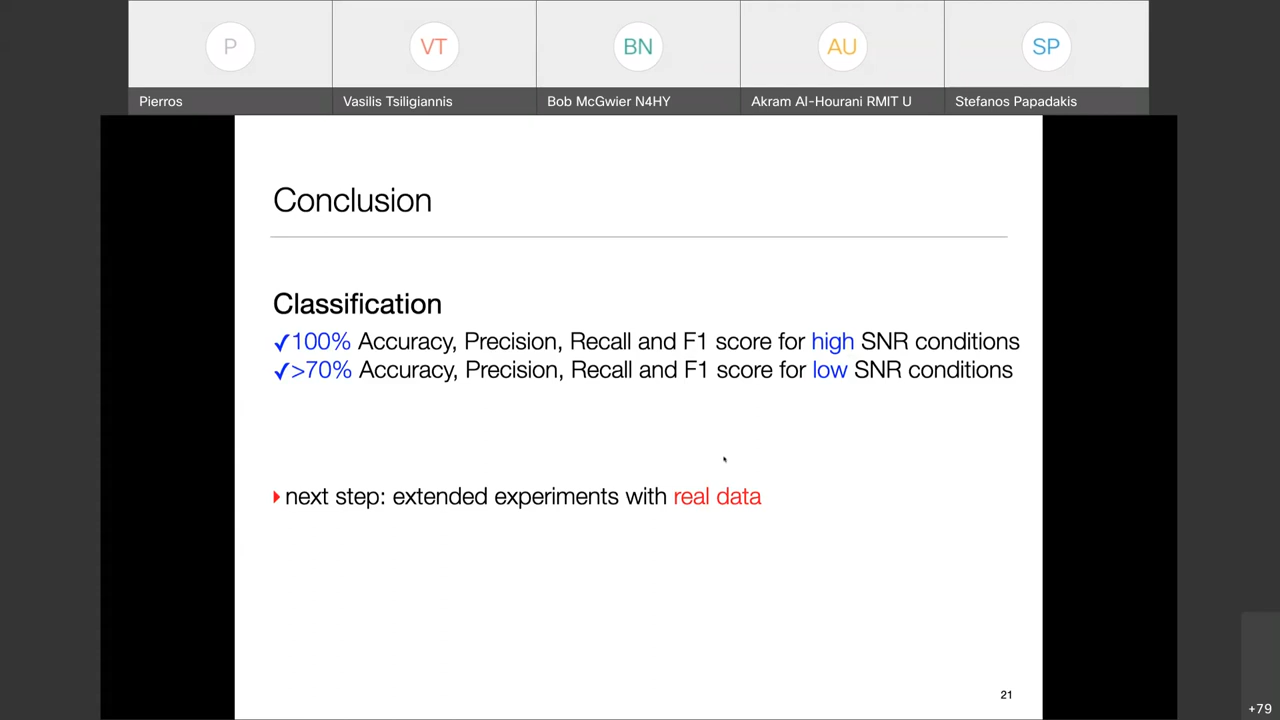 P
VT
BN
AU
SP
Pierros
Vasilis Tsiligiannis
Bob McGwier N4HY
Akram Al-Hourani RMIT U
Stefanos Papadakis
Conclusion
Classification
✓100% Accuracy, Precision, Recall and F1 score for high SNR conditions
✓>70% Accuracy, Precision, Recall and F1 score for low SNR conditions
next step: extended experiments with real data
21
+79